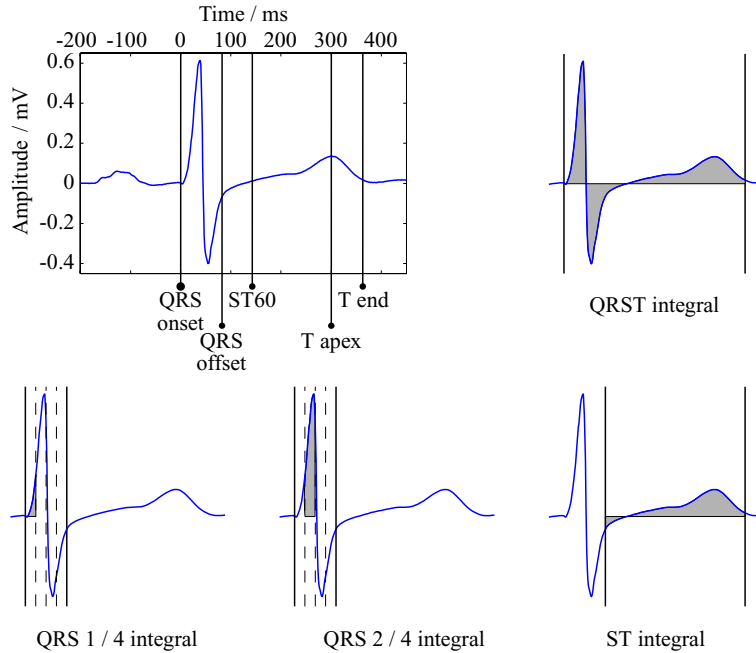 Time / ms
-200 -100 0 100 200 300 400
Amplitude / mV
0.6
0.4
0.2
0
-0.2
-0.4
QRS onset
ST60
T end
QRS offset
T apex
QRST integral
QRS 1 / 4 integral
QRS 2 / 4 integral
ST integral